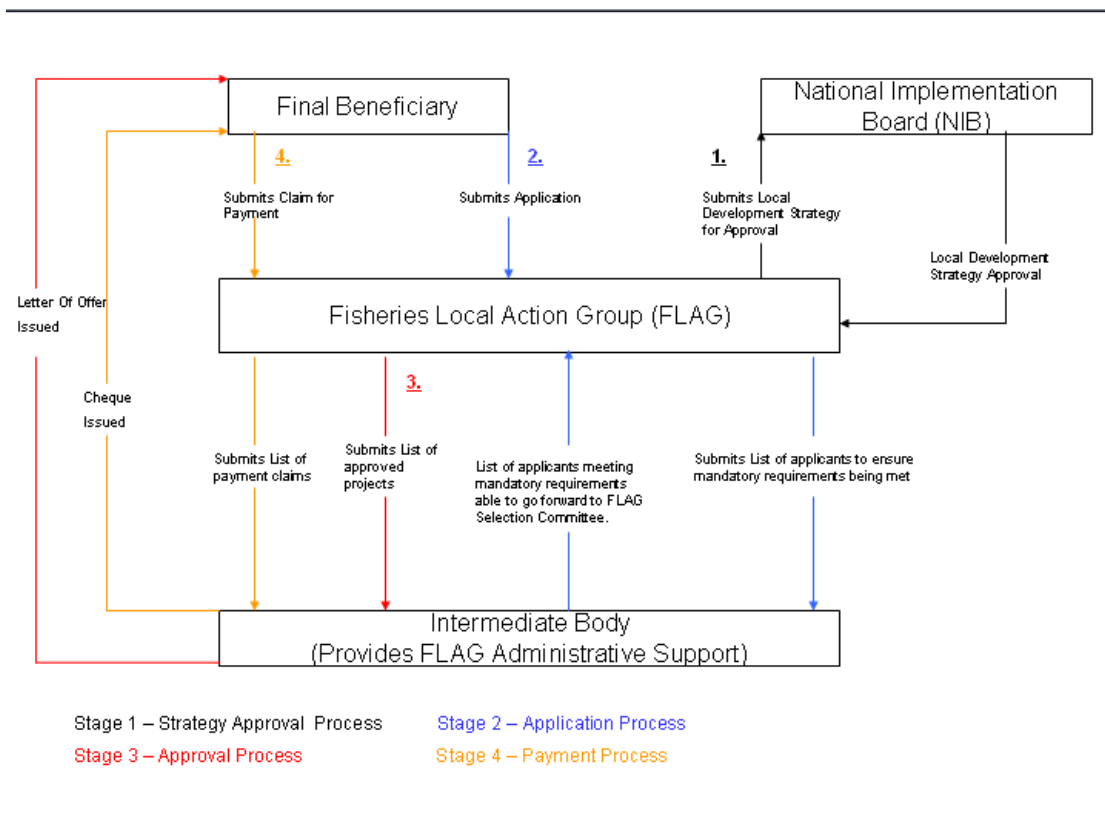 Final Beneficiary
National Implementation
Board (NIB)
4.
2.
1.
Submits Claim for
Payment
Submits Application
Submits Local
Development Strategy
for Approval
Local Development
Strategy Approval
Letter Of Offer
Issued
Fisheries Local Action Group (FLAG)
3.
Cheque
Issued
Submits List of
payment claims
Submits List of
approved
projects
List of applicants meeting
mandatory requirements
able to go forward to FLAG
Selection Committee.
Submits List of applicants to ensure
mandatory requirements being met
Intermediate Body
(Provides FLAG Administrative Support)
Stage 1 – Strategy Approval Process
Stage 2 – Application Process
Stage 3 – Approval Process
Stage 4 – Payment Process